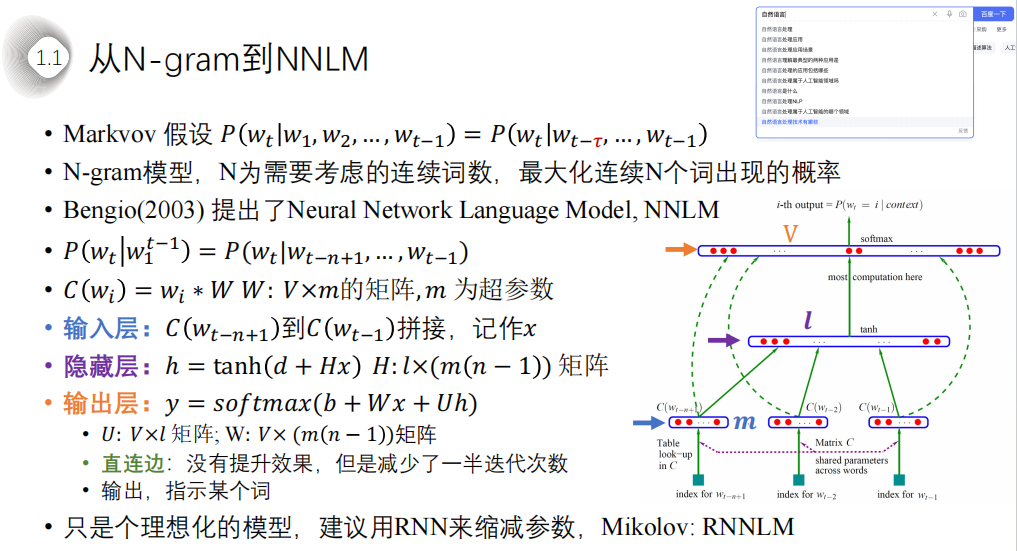 1.1
从N-gram到NNLM
自然语言
百度一下
采购 更多
自然语言处理
自然语言处理应用
自然语言处理应用场景
自然语言理解最典型的两种应用是
自然语言处理的应用包括哪些
自然语言处理属于人工智能领域吗
自然语言是什么
自然语言处理NLP
自然语言处理属于人工智能的哪个领域
自然语言处理技术有哪些
反馈
人工
• Markvov 假设 P(w_t|w_1, w_2, …, w_{t−1}) = P(w_t|w_{t−τ}, …, w_{t−1})
• N-gram模型，N为需要考虑的连续词数，最大化连续N个词出现的概率
• Bengio(2003) 提出了Neural Network Language Model, NNLM
• P(w_t|w_1^{t−1}) = P(w_t|w_{t−n+1}, …, w_{t−1})
• C(w_i) = w_i ∗ W W: V×m的矩阵, m 为超参数
• 输入层：C(w_{t−n+1})到C(w_{t−1})拼接，记作x
• 隐藏层：h = tanh(d + Hx) H: l×(m(n − 1)) 矩阵
• 输出层：y = softmax(b + Wx + Uh)
• U: V×l 矩阵; W: V× (m(n − 1))矩阵
• 直连边：没有提升效果，但是减少了一半迭代次数
• 输出，指示某个词
• 只是个理想化的模型，建议用RNN来缩减参数，Mikolov: RNNLM
i-th output = P(w_t = i | context)
V
softmax
. . .
. . .
most computation here
l
tanh
. . .
. . .
C(w_{t−n+1})
C(w_{t−2})
C(w_{t−1})
. . .
m
. . .
. . .
. . .
Table
look−up
in C
Matrix C
shared parameters
across words
index for w_{t−n+1}
index for w_{t−2}
index for w_{t−1}